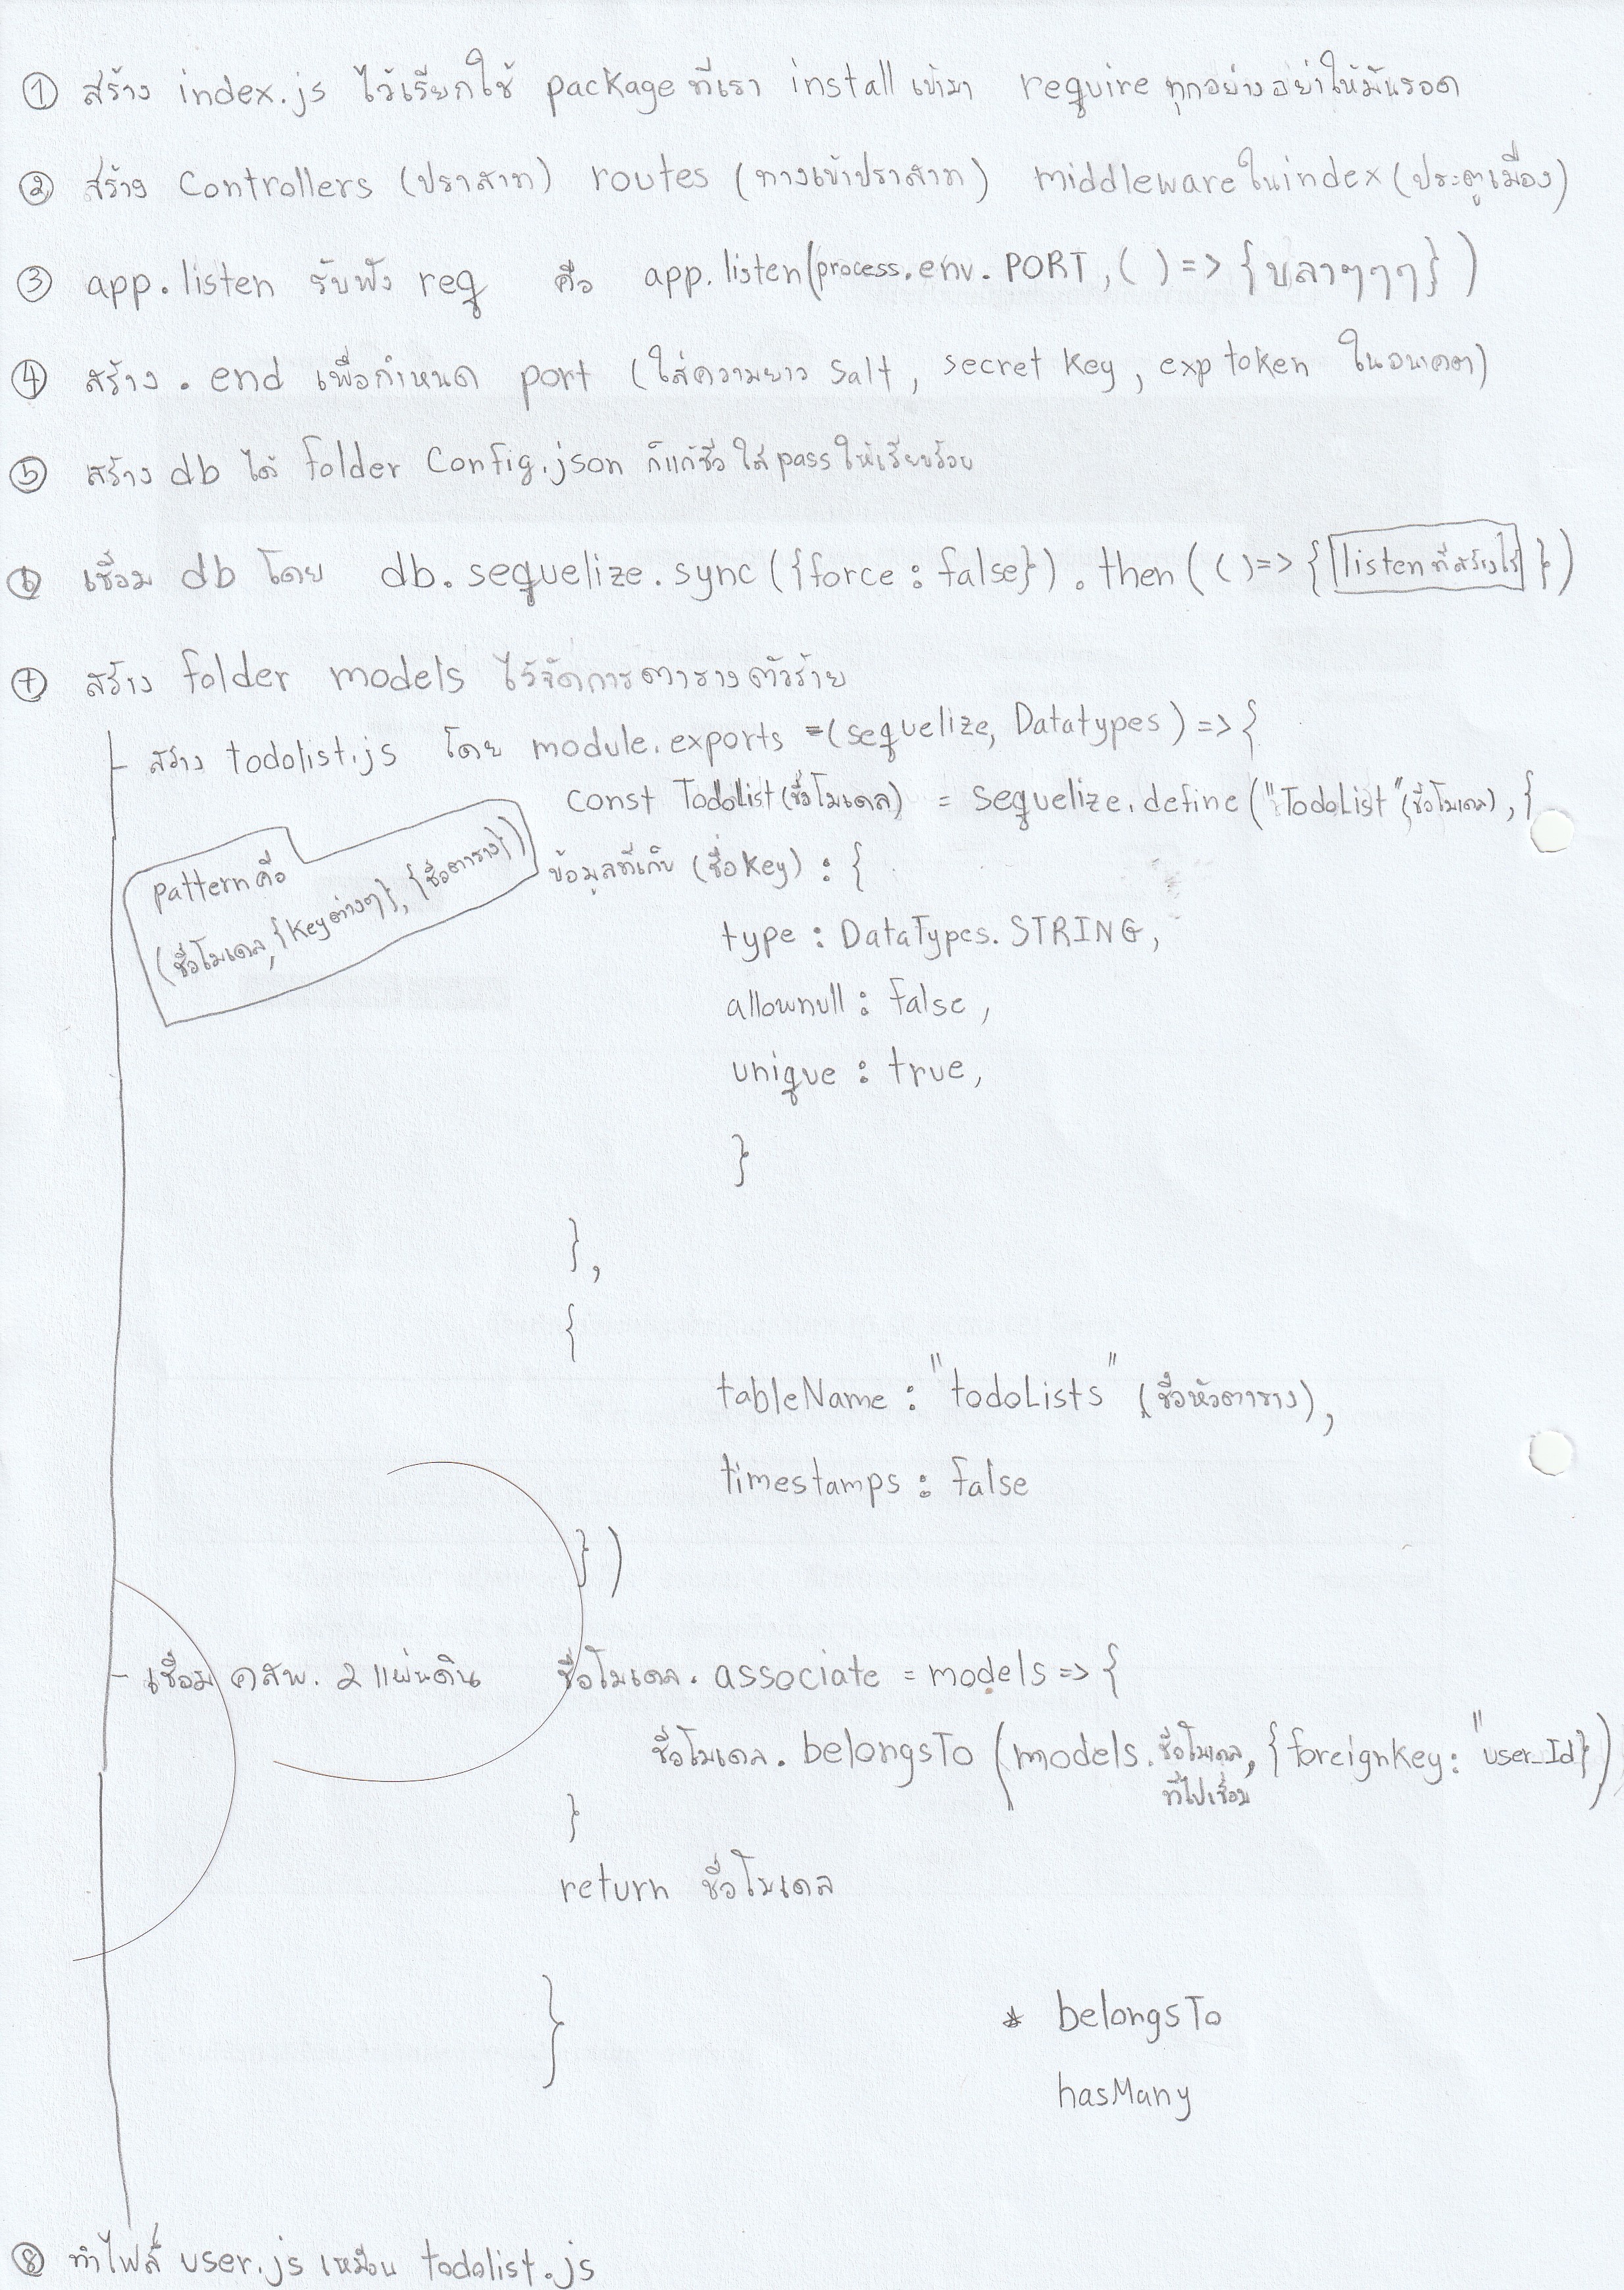 ① สร้าง index.js ไว้เรียกใช้ package ที่เรา install เข้ามา require ทุกอย่างอย่าให้มันรอด
② สร้าง Controllers (ปราสาท) routes (ทางเข้าปราสาท) middleware ใน index (ประตูเมือง)
③ app.listen รับฟัง req คือ app.listen(process.env.PORT, ( ) => {บลาๆๆๆ})
④ สร้าง .end เพื่อกำหนด port (ใส่ความยาว Salt, secret key, exp token ในอนาคต)
⑤ สร้าง db ได้ folder Config.json ก็แก้ชื่อ ใส่ pass ให้เรียบร้อย
⑥ เชื่อม db โดย db.sequelize.sync({force : false}).then(( )=> {listen ที่สร้างไว้})
⑦ สร้าง folder models ไว้จัดการตารางตัวร้าย
- สร้าง todolist.js โดย module.exports =(sequelize, Datatypes) => {
const TodoList (ชื่อโมเดล) = sequelize.define("TodoList" (ชื่อโมเดล), {
pattern คือ
(ชื่อโมเดล, {key ต่างๆ}, {ชื่อตาราง})
ข้อมูลที่เก็บ (ชื่อ key) : {
type : DataTypes.STRING,
allownull : false,
unique : true,
}
},
{
tableName : "todoLists" (ชื่อหัวตาราง),
timestamps : false
})
- เชื่อม คสพ. 2 แผ่นดิน ชื่อโมเดล.associate = models => {
ชื่อโมเดล.belongsTo (models.ชื่อโมเดล, {foreignkey: "user_Id})
ที่ไปเชื่อม
}
return ชื่อโมเดล
}
* belongsTo
hasMany
⑧ ทำไฟล์ user.js เหมือน todolist.js